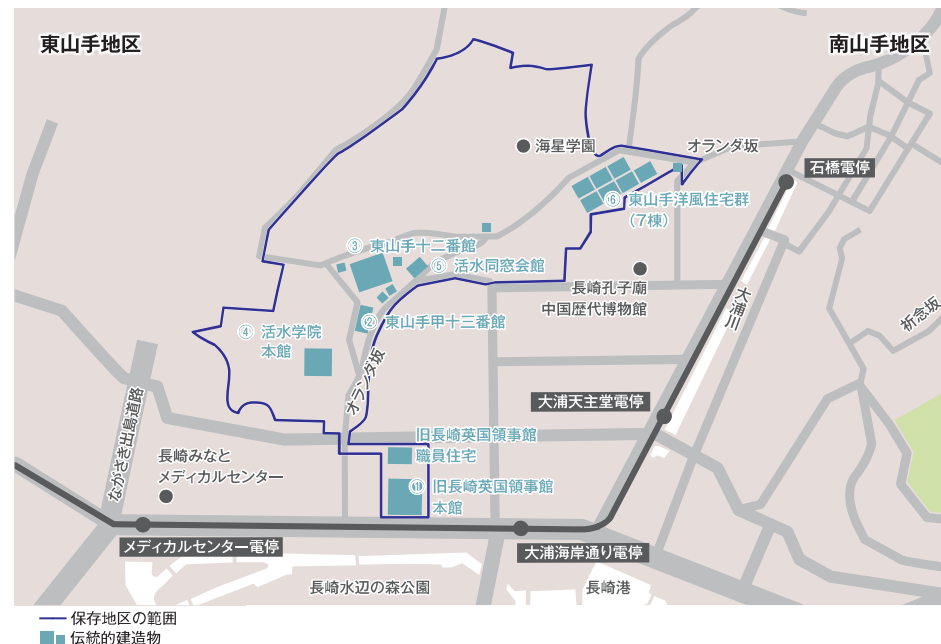 東山手地区
南山手地区
海星学園
オランダ坂
石橋電停
⑥ 東山手洋風住宅群
（7棟）
③ 東山手十二番館
⑤ 活水同窓会館
長崎孔子廟
中国歴代博物館
大浦川
祈念坂
② 東山手甲十三番館
④ 活水学院
本館
オランダ坂
大浦天主堂電停
ながさき出島道路
旧長崎英国領事館
職員住宅
長崎みなと
メディカルセンター
① 旧長崎英国領事館
本館
メディカルセンター電停
大浦海岸通り電停
長崎水辺の森公園
長崎港
保存地区の範囲
伝統的建造物